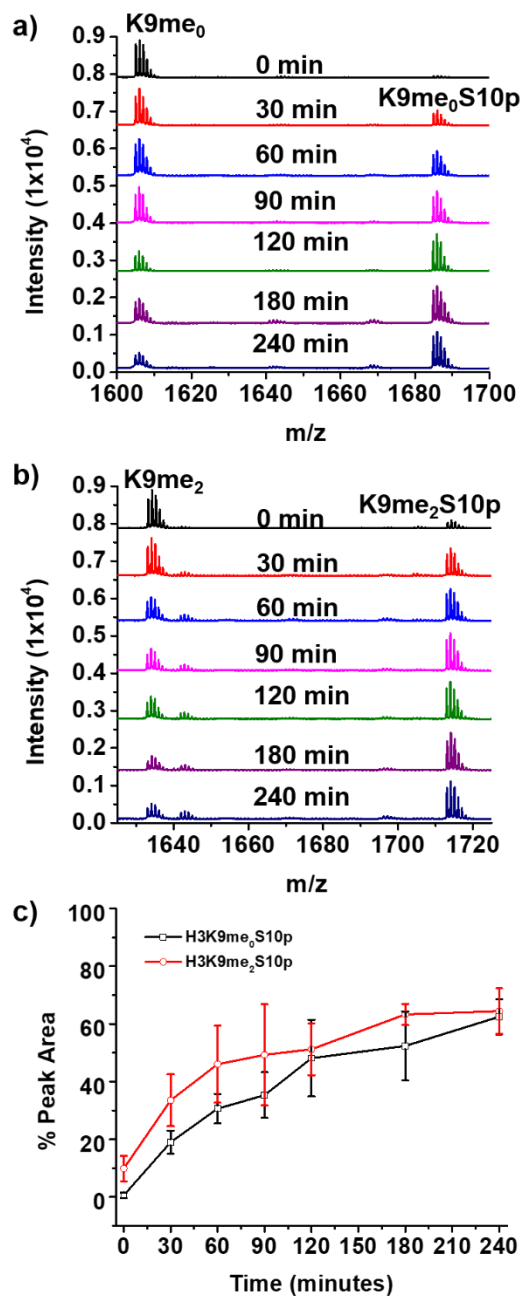 a)
K9me₀
0.9
0.8
0.7
0.6
0.5
0.4
0.3
0.2
0.1
0.0
Intensity (1x10⁴)
0 min
K9me₀S10p
30 min
60 min
90 min
120 min
180 min
240 min
1600 1620 1640 1660 1680 1700
m/z
b)
K9me₂
0.9
0.8
0.7
0.6
0.5
0.4
0.3
0.2
0.1
0.0
Intensity (1x10⁴)
K9me₂S10p
0 min
30 min
60 min
90 min
120 min
180 min
240 min
1640 1660 1680 1700 1720
m/z
c)
100
80
60
40
20
0
% Peak Area
H3K9me₀S10p
H3K9me₂S10p
0 30 60 90 120 150 180 210 240
Time (minutes)